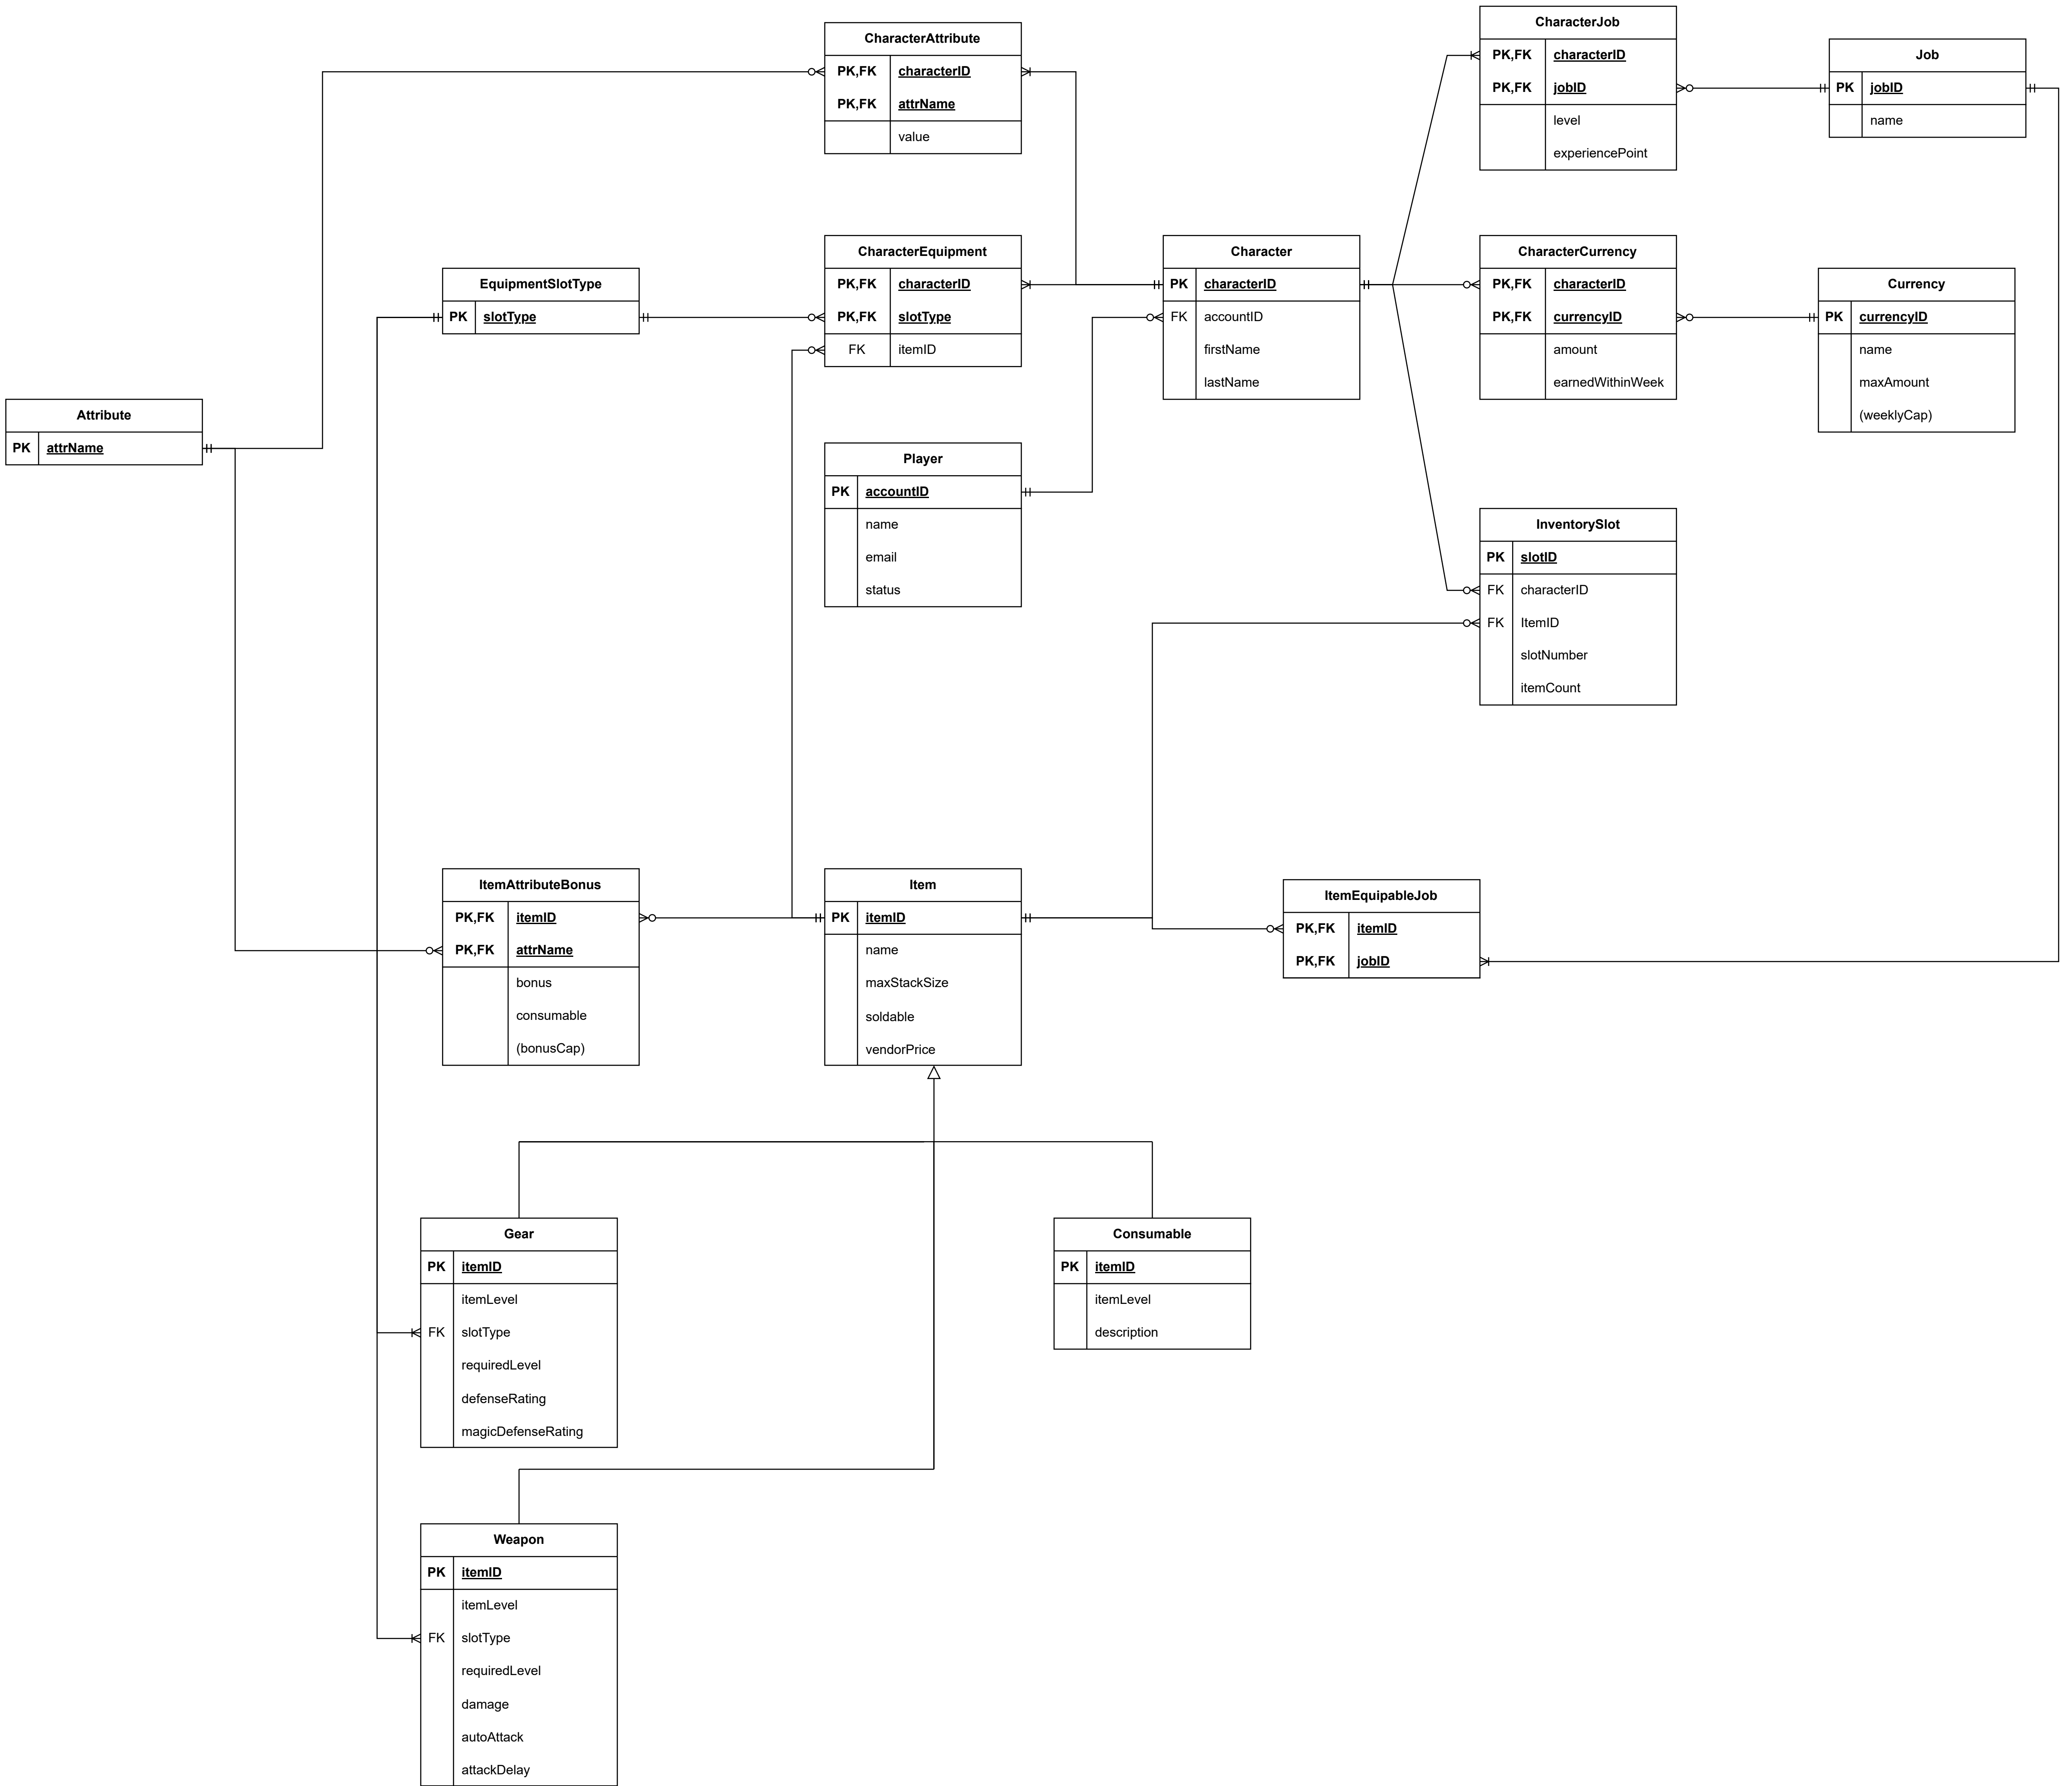 CharacterJob
PK,FK characterID
PK,FK jobID
level
experiencePoint
Job
PK jobID
name
CharacterAttribute
PK,FK characterID
PK,FK attrName
value
EquipmentSlotType
PK slotType
CharacterEquipment
PK,FK characterID
PK,FK slotType
FK itemID
Character
PK characterID
FK accountID
firstName
lastName
CharacterCurrency
PK,FK characterID
PK,FK currencyID
amount
earnedWithinWeek
Currency
PK currencyID
name
maxAmount
(weeklyCap)
Attribute
PK attrName
Player
PK accountID
name
email
status
InventorySlot
PK slotID
FK characterID
FK ItemID
slotNumber
itemCount
ItemAttributeBonus
PK,FK itemID
PK,FK attrName
bonus
consumable
(bonusCap)
Item
PK itemID
name
maxStackSize
soldable
vendorPrice
ItemEquipableJob
PK,FK itemID
PK,FK jobID
Gear
PK itemID
itemLevel
FK slotType
requiredLevel
defenseRating
magicDefenseRating
Consumable
PK itemID
itemLevel
description
Weapon
PK itemID
itemLevel
FK slotType
requiredLevel
damage
autoAttack
attackDelay